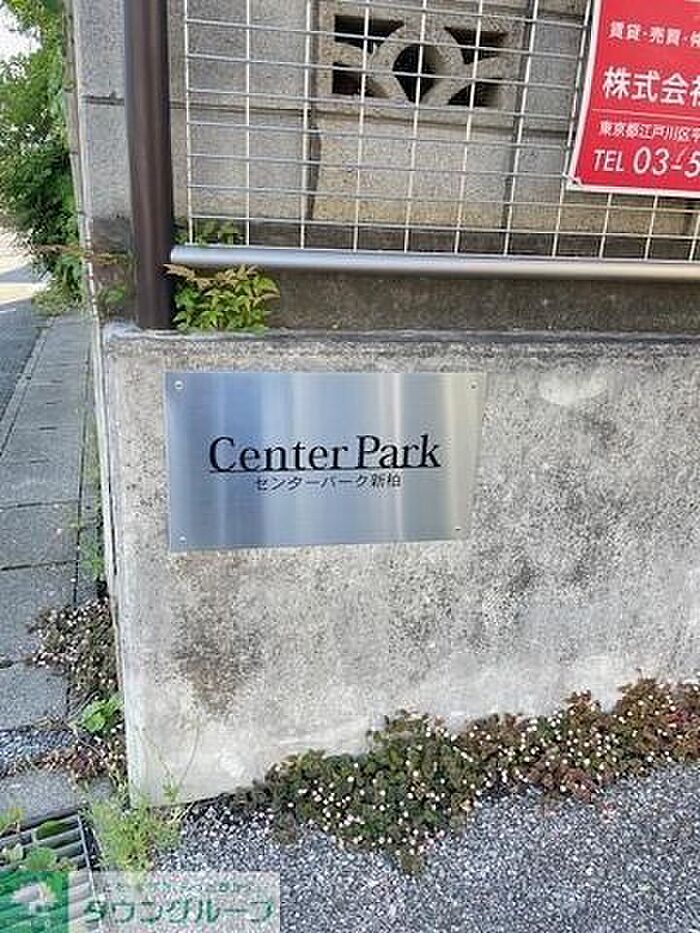 賃貸・売買・仲
株式会社
東京都江戸川区
TEL 03-5
Center Park
センターパーク新柏
タウングループ